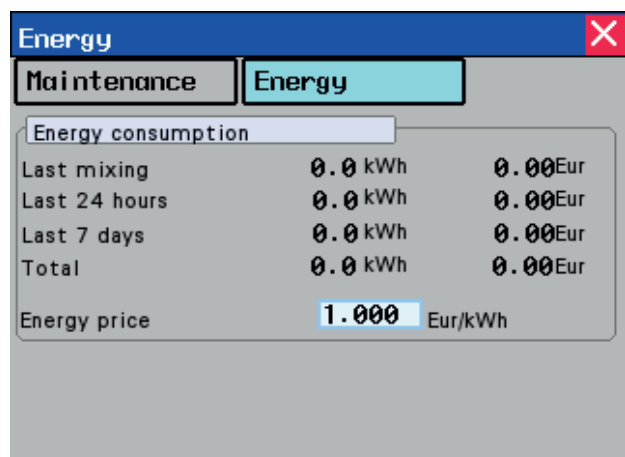 Energy
Maintenance Energy
Energy consumption
Last mixing 0.0 kWh 0.00Eur
Last 24 hours 0.0 kWh 0.00Eur
Last 7 days 0.0 kWh 0.00Eur
Total 0.0 kWh 0.00Eur
Energy price 1.000 Eur/kWh